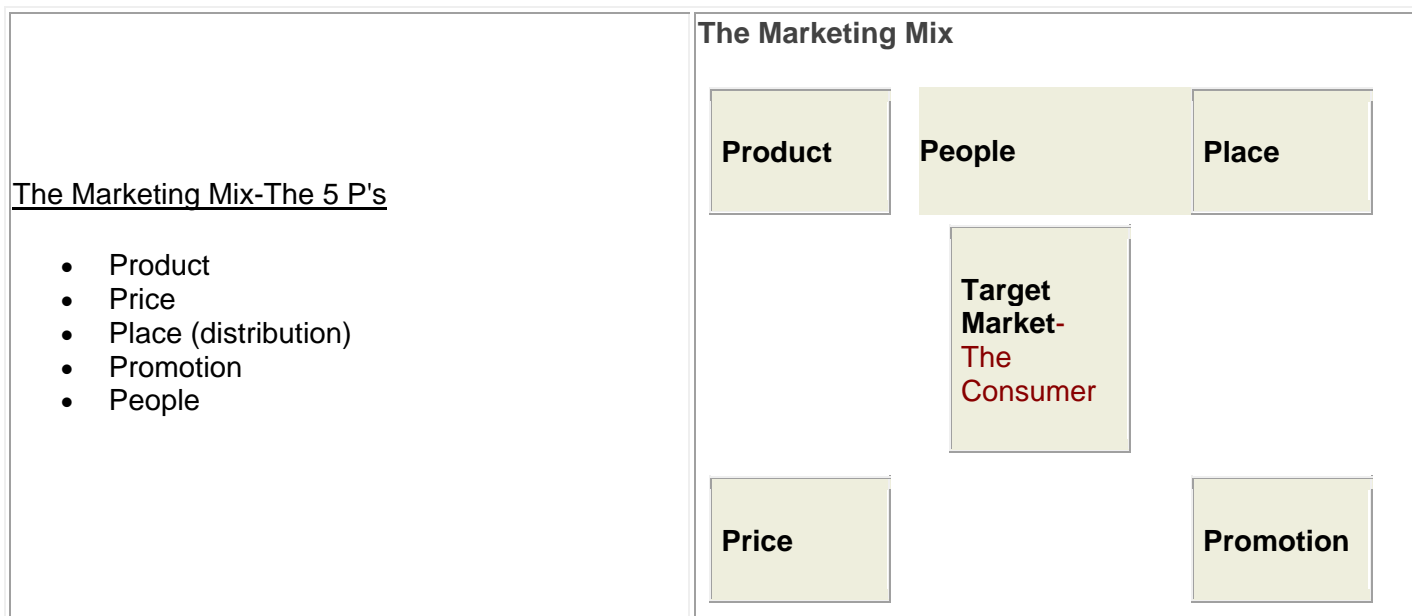 The Marketing Mix-The 5 P's
• Product
• Price
• Place (distribution)
• Promotion
• People
The Marketing Mix
Product
People
Place
Target
Market-
The
Consumer
Price
Promotion